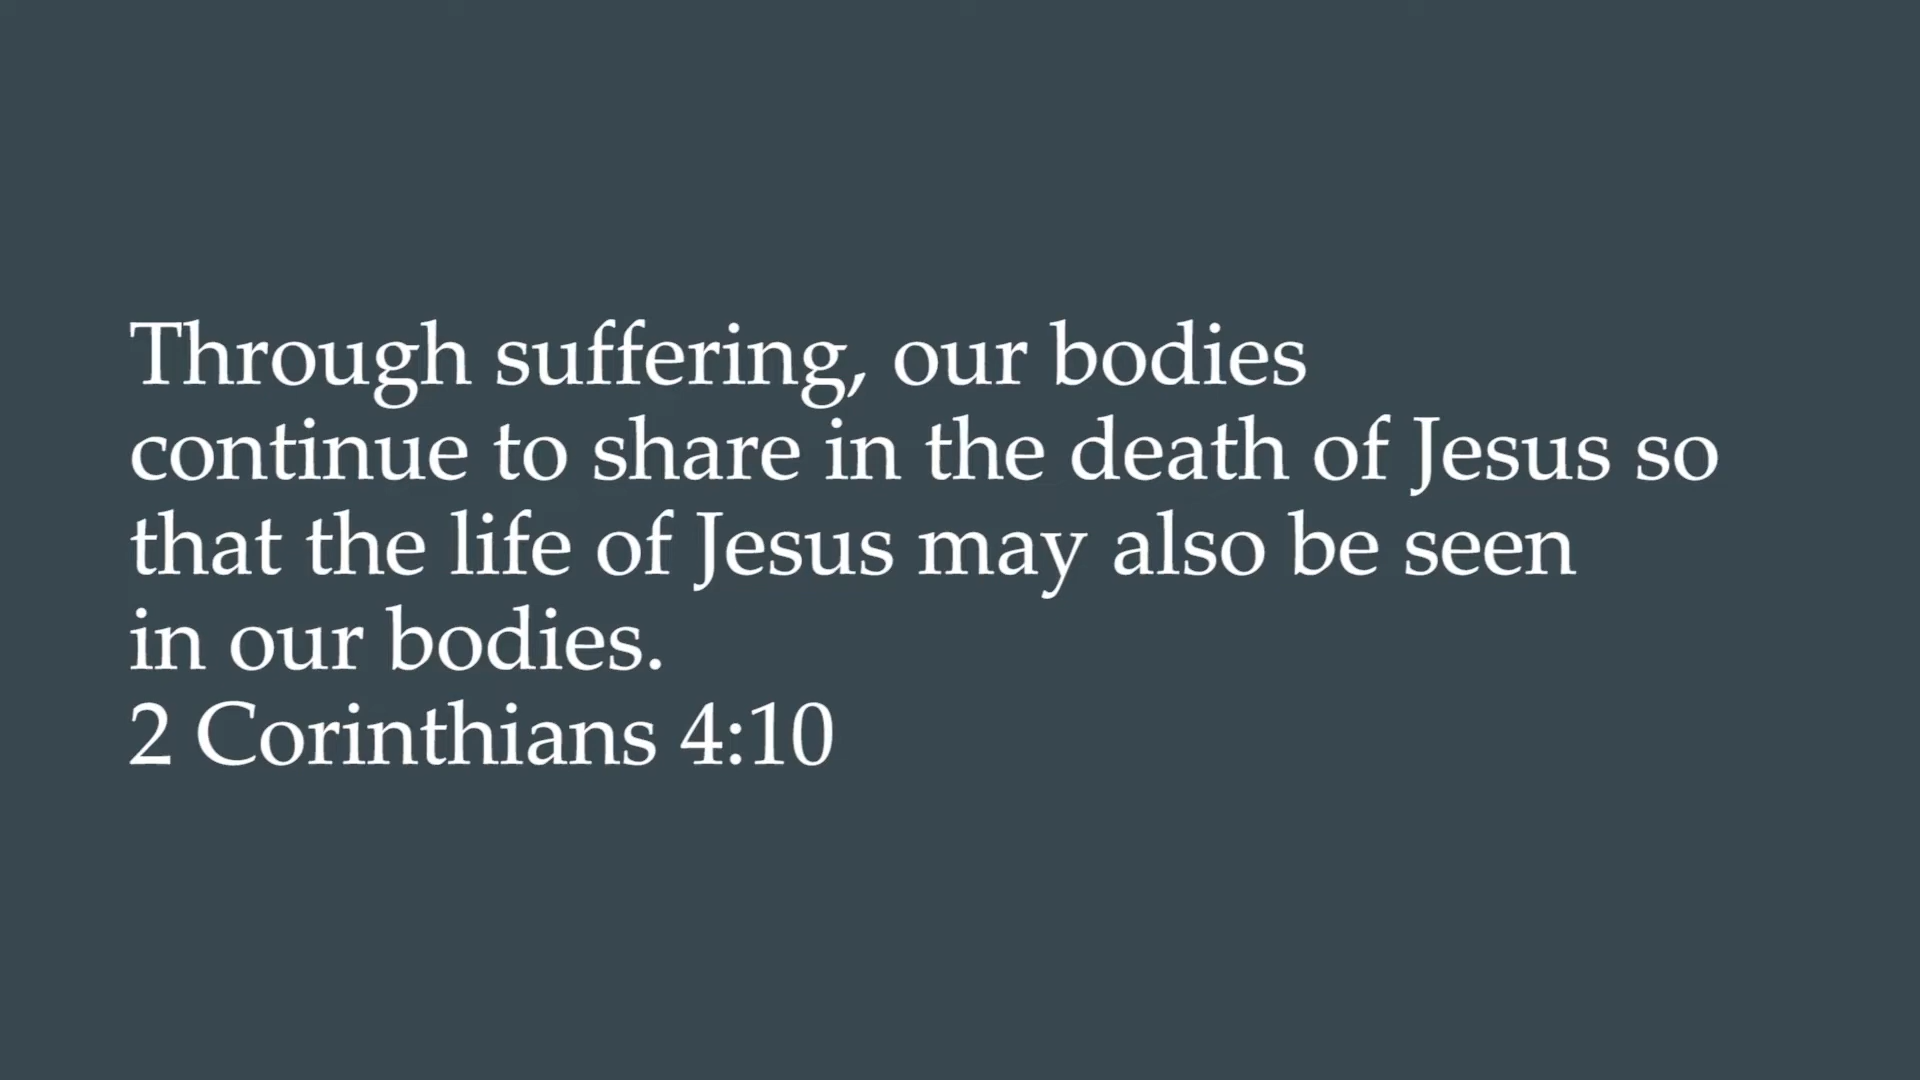 Through suffering, our bodies
continue to share in the death of Jesus so
that the life of Jesus may also be seen
in our bodies.
2 Corinthians 4:10